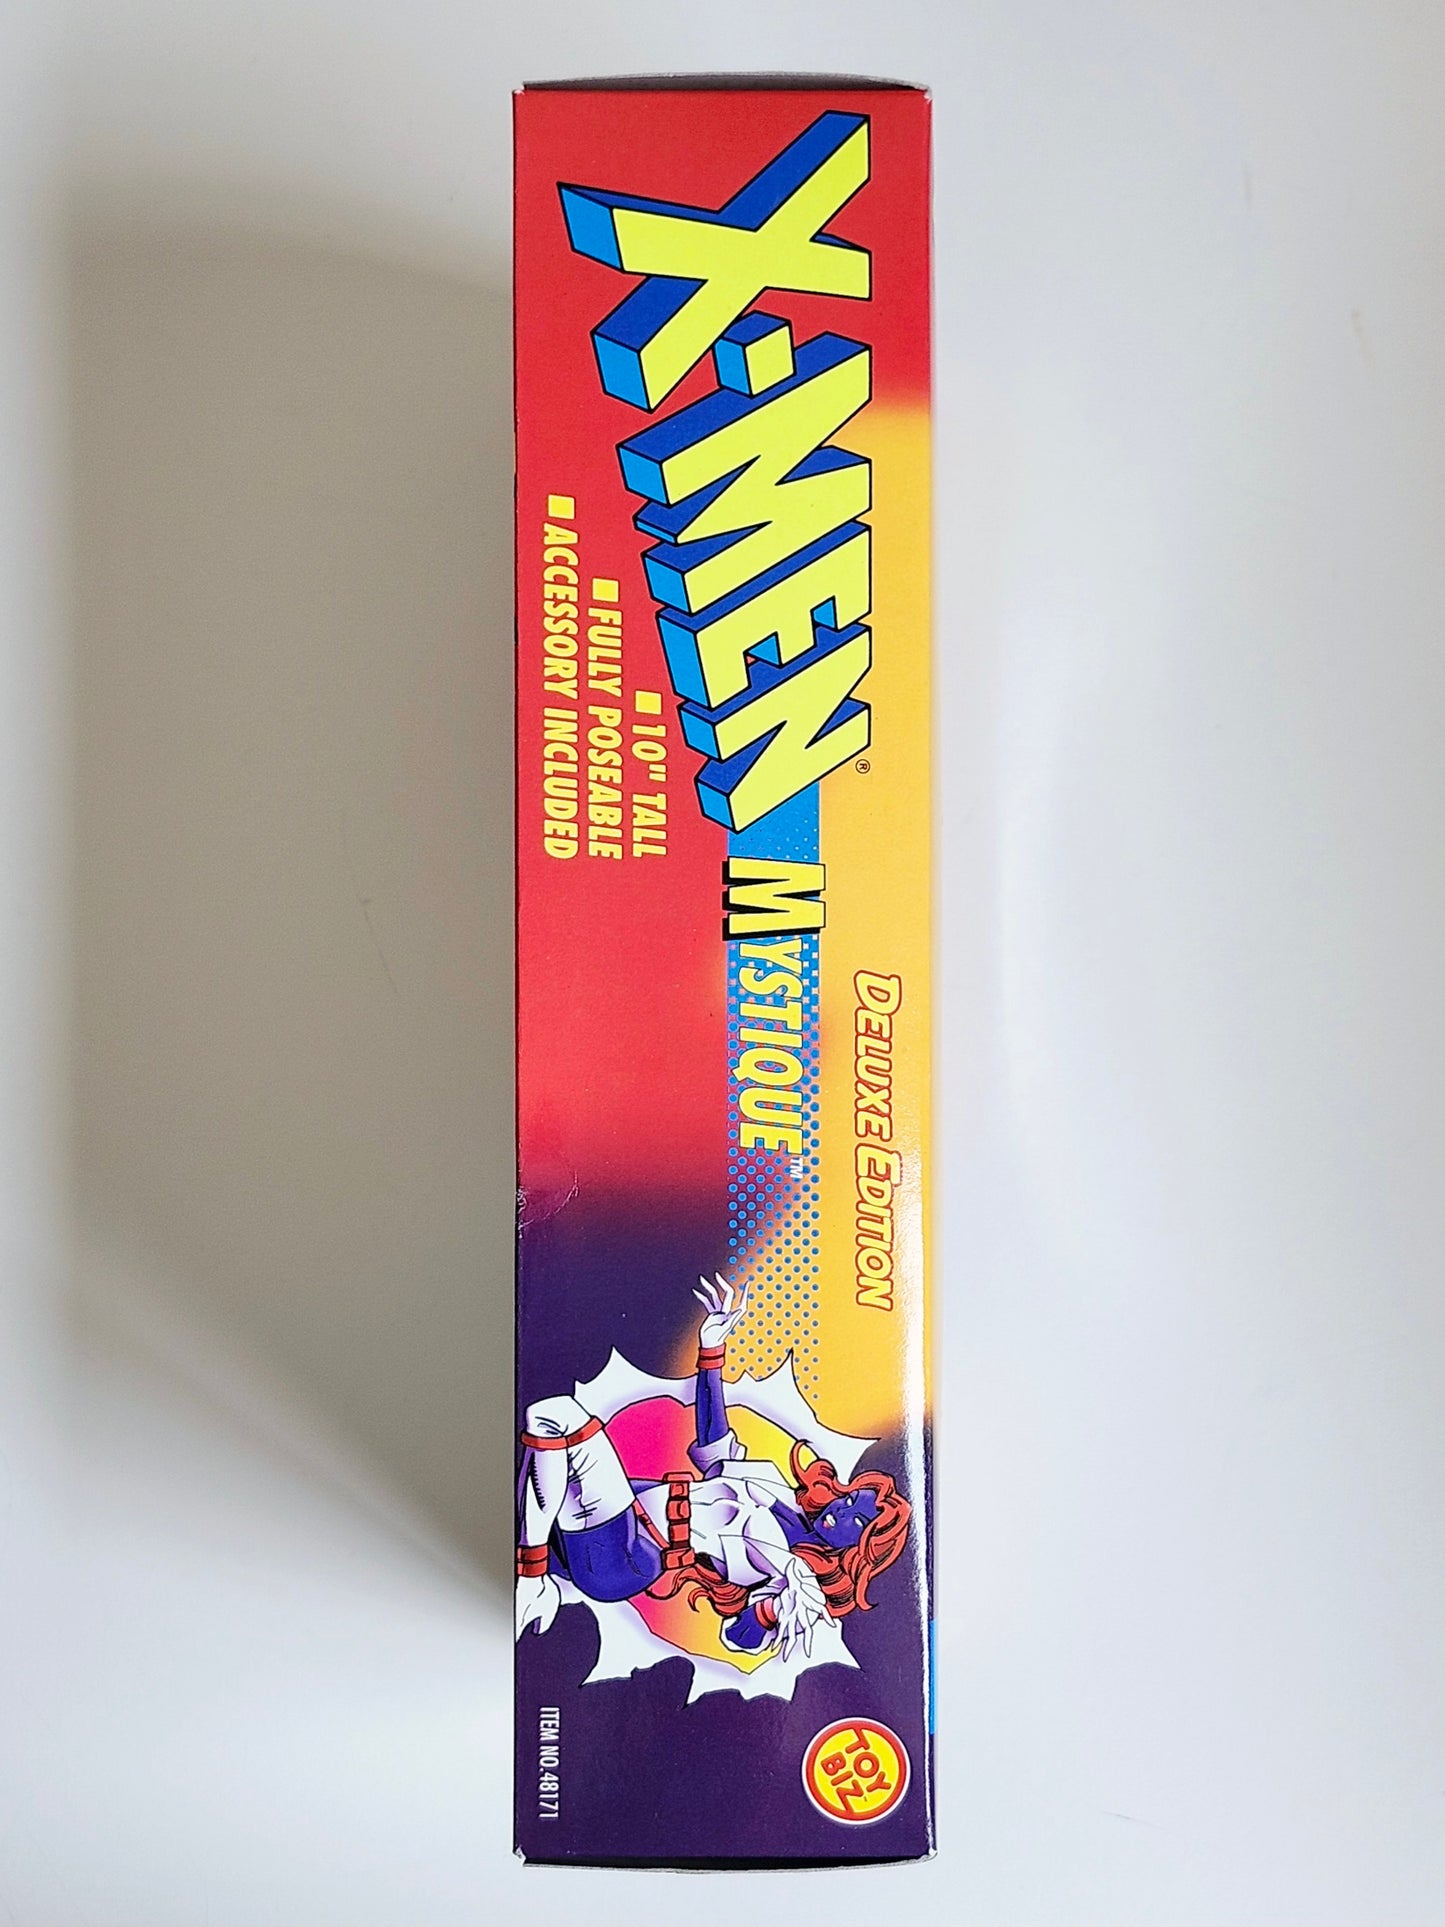 X-MEN®
■ 10" TALL
■ FULLY POSEABLE
■ ACCESSORY INCLUDED
MYSTIQUE™
DELUXE EDITION
TOY
BIZ
ITEM NO. 48171